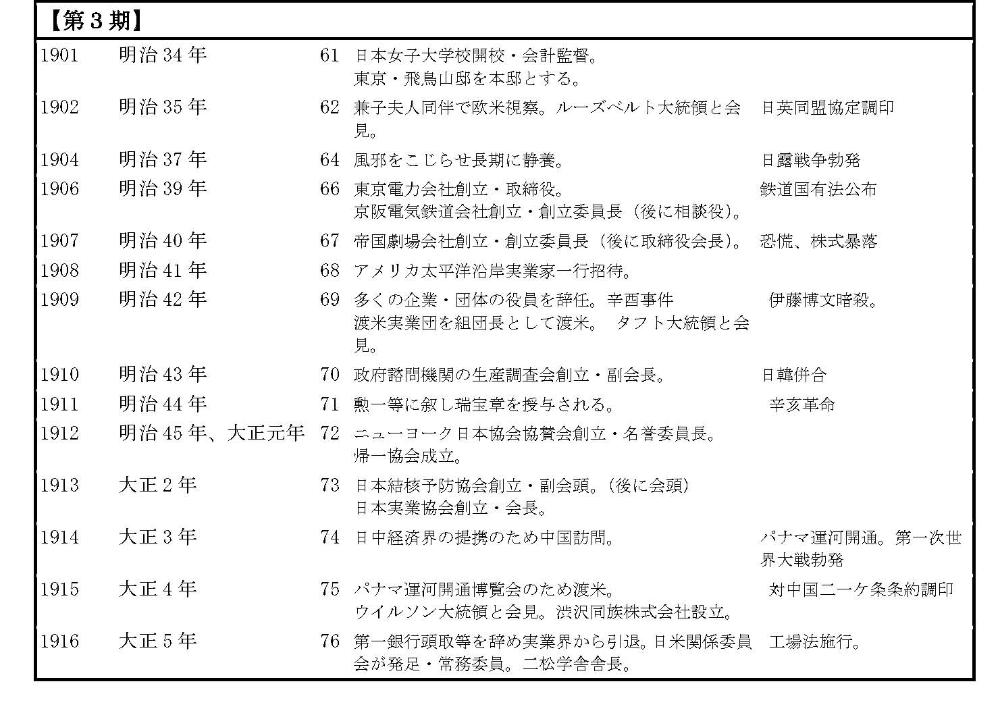 【第３期】
1901 明治 34 年 61 日本女子大学校開校・会計監督。
東京・飛鳥山邸を本邸とする。
1902 明治 35 年 62 兼子夫人同伴で欧米視察。ルーズベルト大統領と会 日英同盟協定調印
見。
1904 明治 37 年 64 風邪をこじらせ長期に静養。 日露戦争勃発
1906 明治 39 年 66 東京電力会社創立・取締役。 鉄道国有法公布
京阪電気鉄道会社創立・創立委員長（後に相談役）。
1907 明治 40 年 67 帝国劇場会社創立・創立委員長（後に取締役会長）。 恐慌、株式暴落
1908 明治 41 年 68 アメリカ太平洋沿岸実業家一行招待。
1909 明治 42 年 69 多くの企業・団体の役員を辞任。辛酉事件 伊藤博文暗殺。
渡米実業団を組団長として渡米。 タフト大統領と会
見。
1910 明治 43 年 70 政府諮問機関の生産調査会創立・副会長。 日韓併合
1911 明治 44 年 71 勲一等に叙し瑞宝章を授与される。 辛亥革命
1912 明治 45 年、大正元年 72 ニューヨーク日本協会協賛会創立・名誉委員長。
帰一協会成立。
1913 大正 2 年 73 日本結核予防協会創立・副会頭。（後に会頭）
日本実業協会創立・会長。
1914 大正 3 年 74 日中経済界の提携のため中国訪問。 パナマ運河開通。第一次世
界大戦勃発
1915 大正 4 年 75 パナマ運河開通博覧会のため渡米。 対中国二一ケ条条約調印
ウイルソン大統領と会見。渋沢同族株式会社設立。
1916 大正 5 年 76 第一銀行頭取等を辞め実業界から引退。日米関係委員 工場法施行。
会が発足・常務委員。二松学舎舎長。